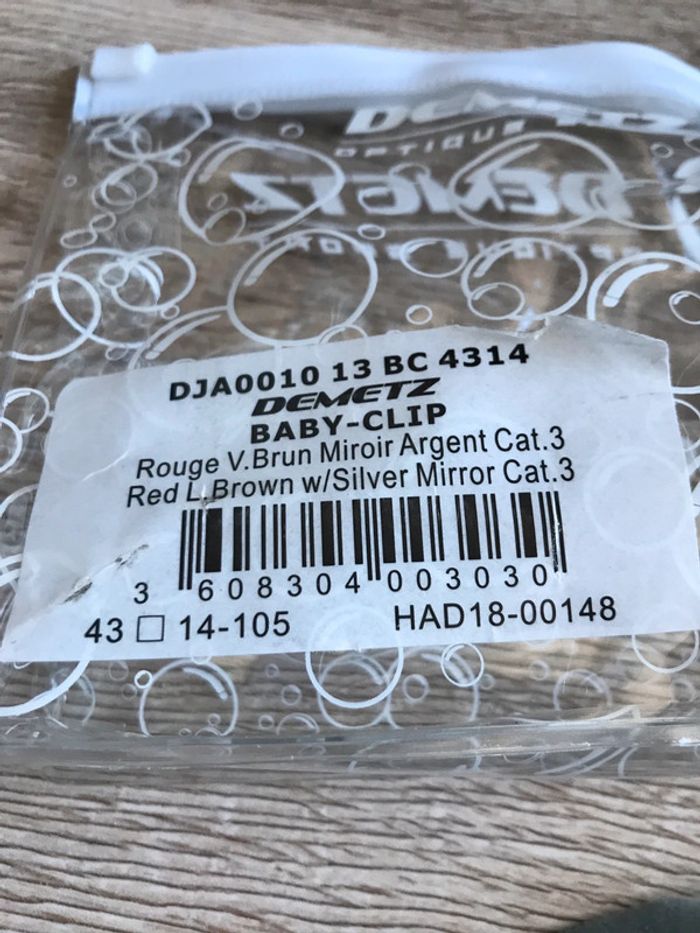 DEMETZ
OPTIQUE
DEMETZ
DJA0010 13 BC 4314
DEMETZ
BABY-CLIP
Rouge V.Brun Miroir Argent Cat.3
Red L.Brown w/Silver Mirror Cat.3
3 608304 003030
43 □ 14-105 HAD18-00148